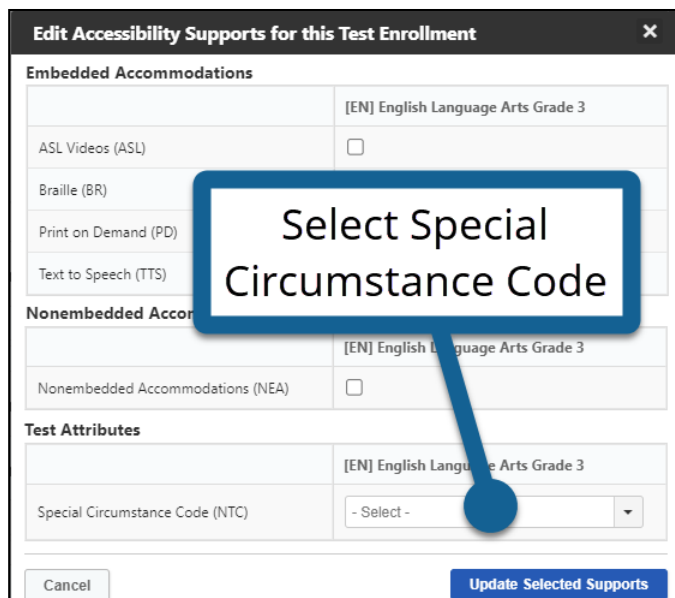 Edit Accessibility Supports for this Test Enrollment
Embedded Accommodations
[EN] English Language Arts Grade 3
ASL Videos (ASL)
Braille (BR)
Print on Demand (PD)
Text to Speech (TTS)
Select Special
Circumstance Code
Nonembedded
[EN] English Language Arts Grade 3
Nonembedded Accommodations (NEA)
Test Attributes
[EN] English Language Arts Grade 3
Special Circumstance Code (NTC)
- Select -
Cancel
Update Selected Supports